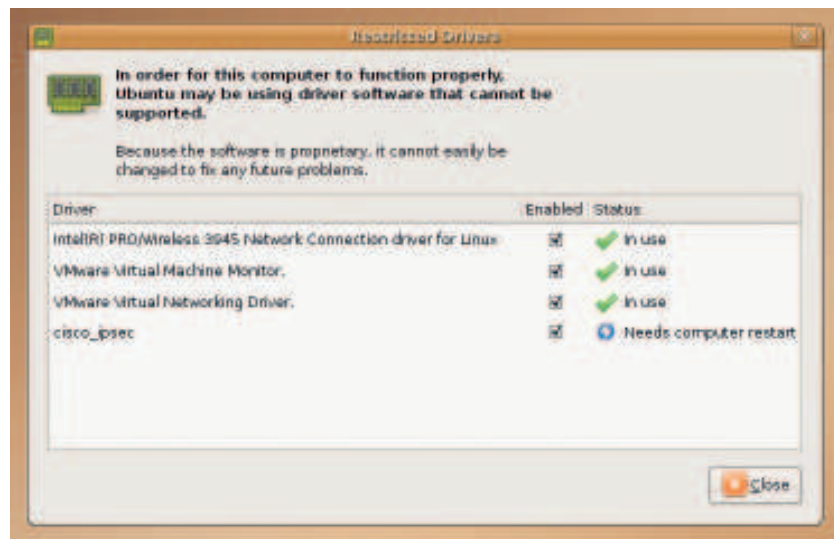 Restricted Drivers
In order for this computer to function properly,
Ubuntu may be using driver software that cannot be
supported.
Because the software is proprietary, it cannot easily be
changed to fix any future problems.
Driver Enabled Status
Intel(R) PRO/Wireless 3945 Network Connection driver for Linux In use
VMware Virtual Machine Monitor. In use
VMware Virtual Networking Driver. In use
cisco_ipsec Needs computer restart
Close